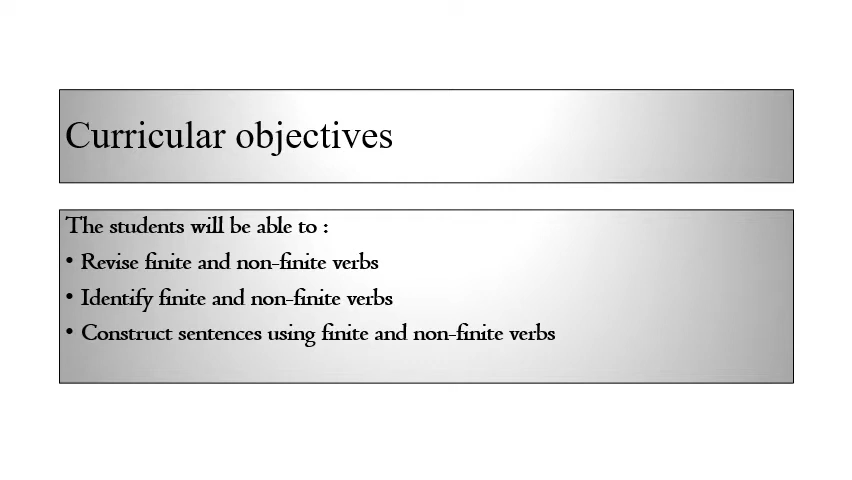 Curricular objectives
The students will be able to :
• Revise finite and non-finite verbs
• Identify finite and non-finite verbs
• Construct sentences using finite and non-finite verbs